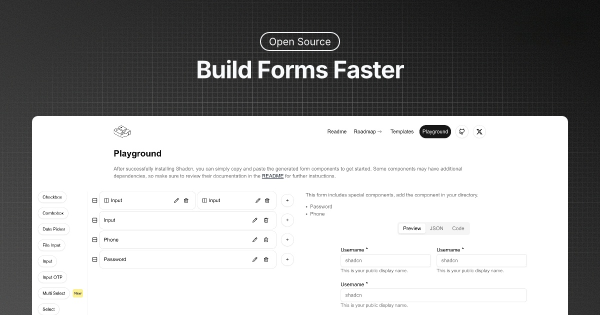 Open Source
Build Forms Faster
Readme
Roadmap
Templates
Playground
Playground
After successfully installing Shadcn, you can simply copy and paste the generated form components to get started. Some components may have additional
dependencies, so make sure to review their documentation in the README for further instructions.
Checkbox
Combobox
Date Picker
File Input
Input
Input OTP
Multi Select New
Select
Input
Input
Input
Phone
Password
This form includes special components, add the component in your directory.
• Password
• Phone
Preview JSON Code
Username * Username *
shadcn shadcn
This is your public display name. This is your public display name.
Username *
shadcn
This is your public display name.